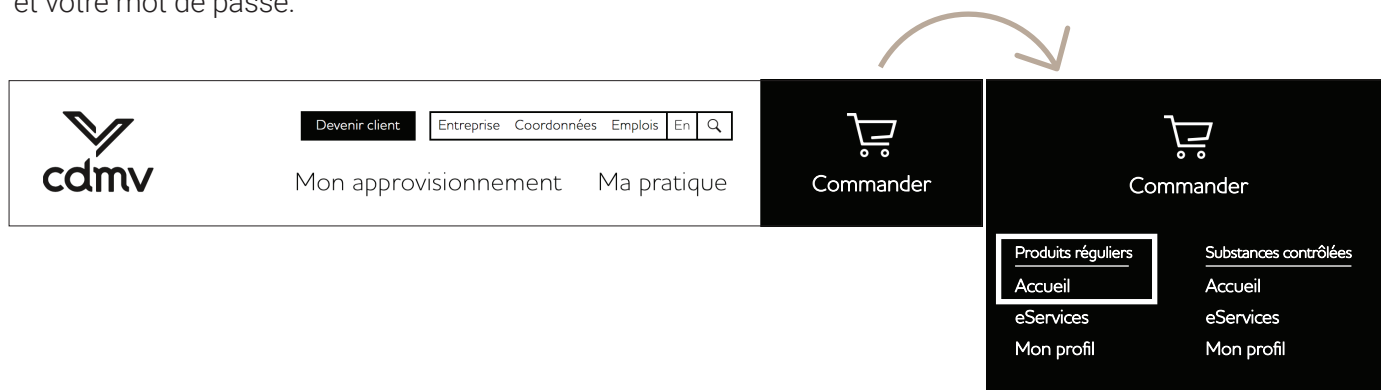 et votre mot de passe.
Devenir client Entreprise Coordonnées Emplois En
cdmv
Mon approvisionnement Ma pratique
Commander
Commander
Produits réguliers Substances contrôlées
Accueil Accueil
eServices eServices
Mon profil Mon profil